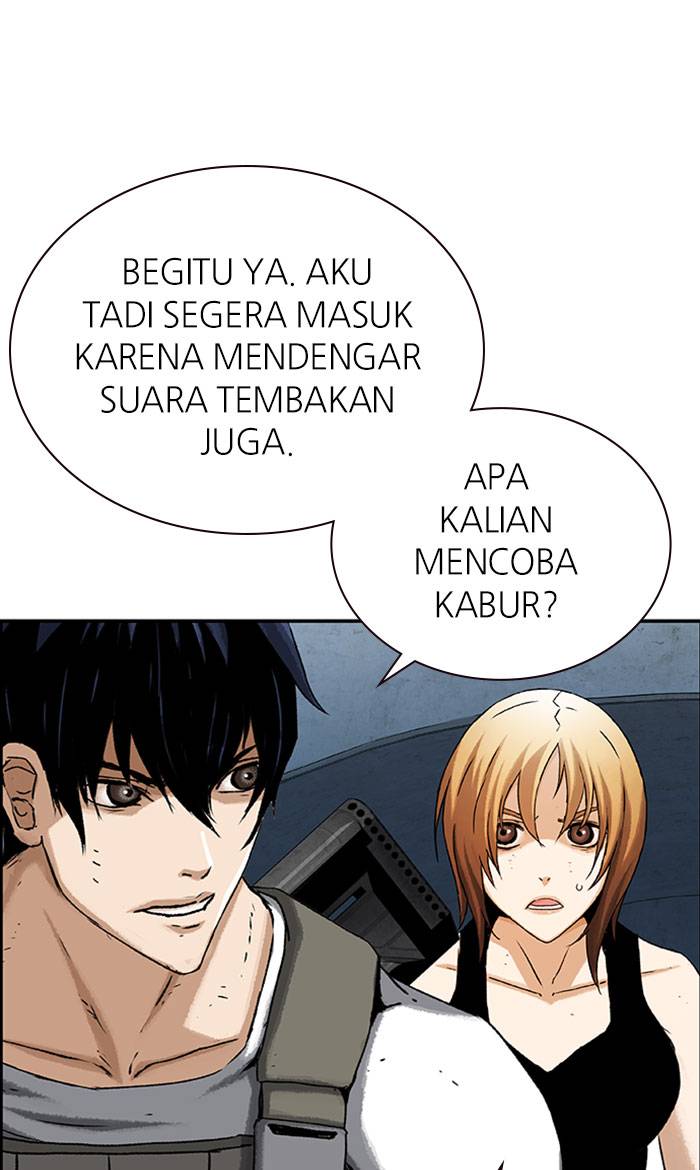 BEGITU YA. AKU
TADI SEGERA MASUK
KARENA MENDENGAR
SUARA TEMBAKAN
JUGA.
APA
KALIAN
MENCOBA
KABUR?